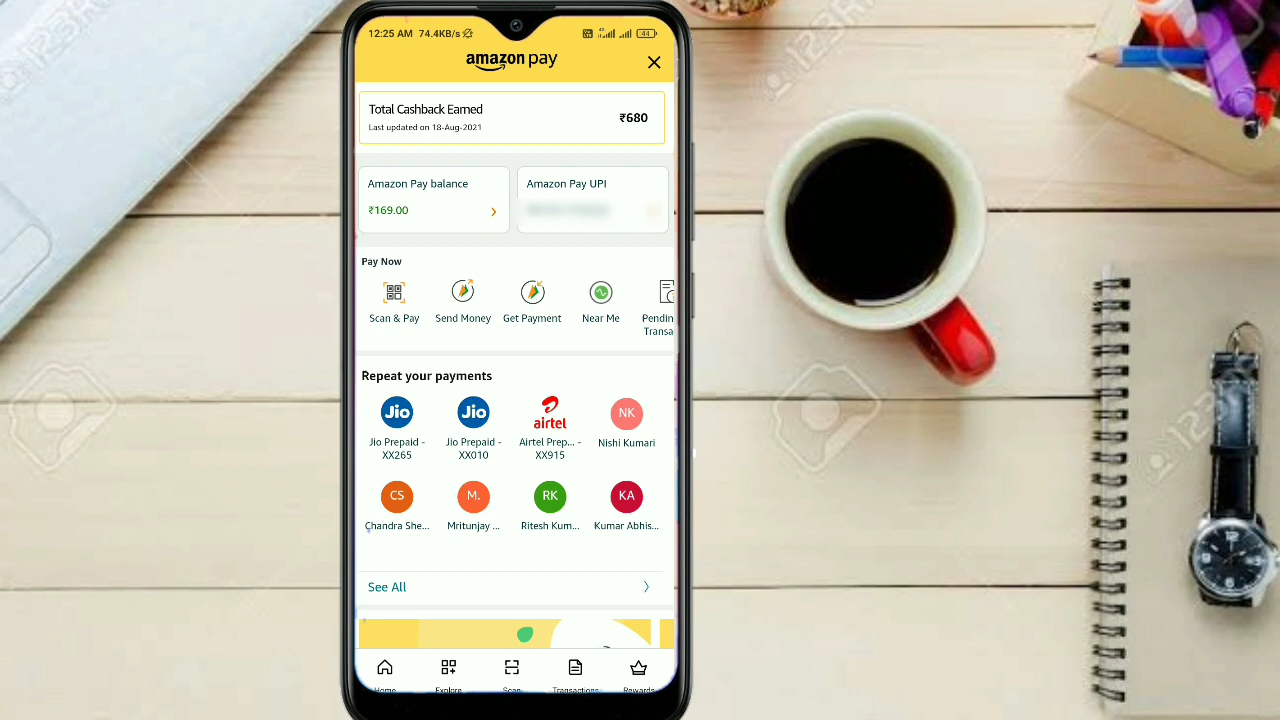 12:25 AM 74.4KB/s 44
amazon pay
Total Cashback Earned
Last updated on 18-Aug-2021
₹680
Amazon Pay balance
₹169.00
Amazon Pay UPI
Pay Now
Scan & Pay
Send Money
Get Payment
Near Me
Pendin
Transa
Repeat your payments
Jio
Jio Prepaid -
XX265
Jio
Jio Prepaid -
XX010
airtel
Airtel Prep... -
XX915
NK
Nishi Kumari
CS
Chandra She...
M.
Mritunjay ...
RK
Ritesh Kum...
KA
Kumar Abhis...
See All
Home
Explore
Scan
Transactions
Rewards